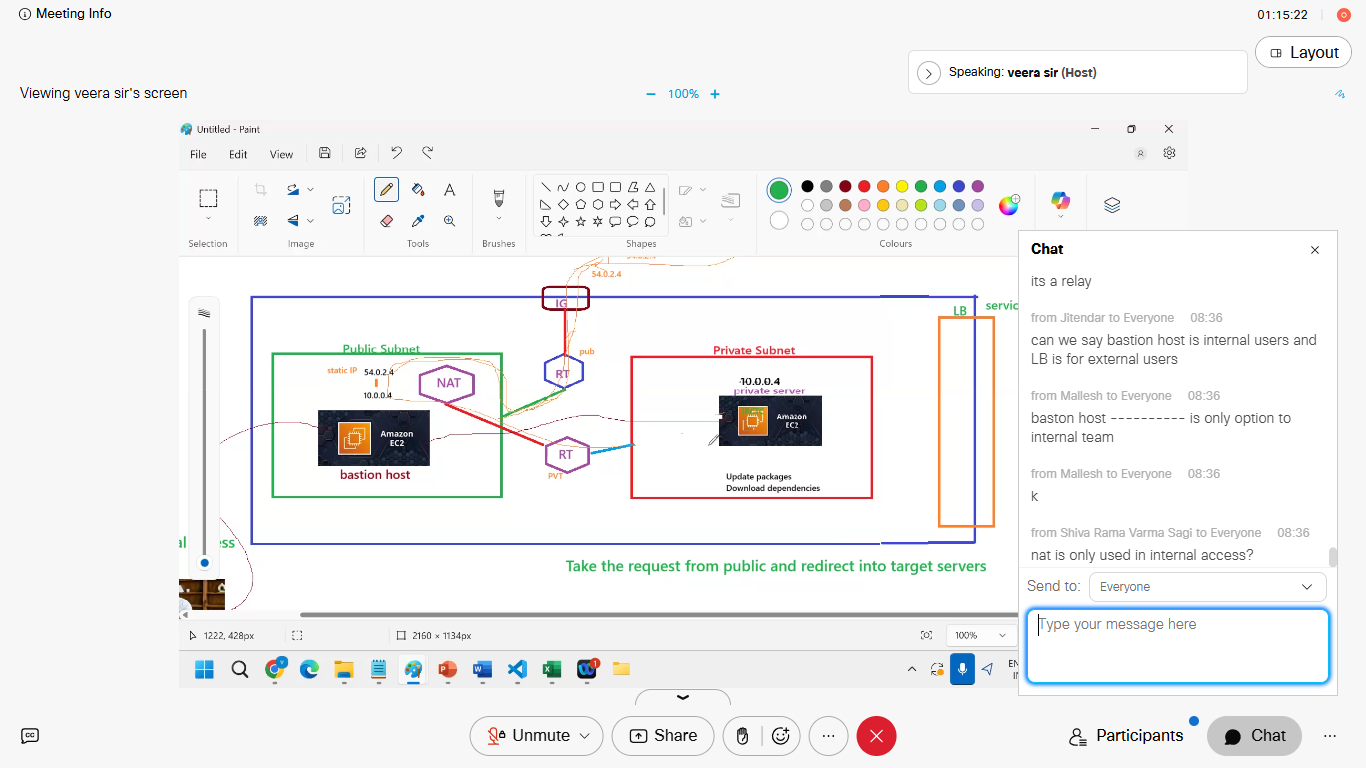 Meeting Info
01:15:22
Layout
Speaking: veera sir (Host)
Viewing veera sir's screen
100%
Untitled - Paint
File Edit View
Selection
Image
Tools
Brushes
Shapes
Colours
54.0.2.4
IG
LB
servic
Public Subnet
pub
Private Subnet
static IP
54.0.2.4
NAT
RT
10.0.0.4
private server
10.0.0.4
Amazon
EC2
Amazon
EC2
bastion host
RT
PVT
Update packages
Download dependencies
ess
Take the request from public and redirect into target servers
1222, 428px
2160 × 1134px
100%
EN
IN
Chat
its a relay
from Jitendar to Everyone 08:36
can we say bastion host is internal users and
LB is for external users
from Mallesh to Everyone 08:36
baston host ---------- is only option to
internal team
from Mallesh to Everyone 08:36
k
from Shiva Rama Varma Sagi to Everyone 08:36
nat is only used in internal access?
Send to: Everyone
Type your message here
CC
Unmute
Share
Participants
Chat